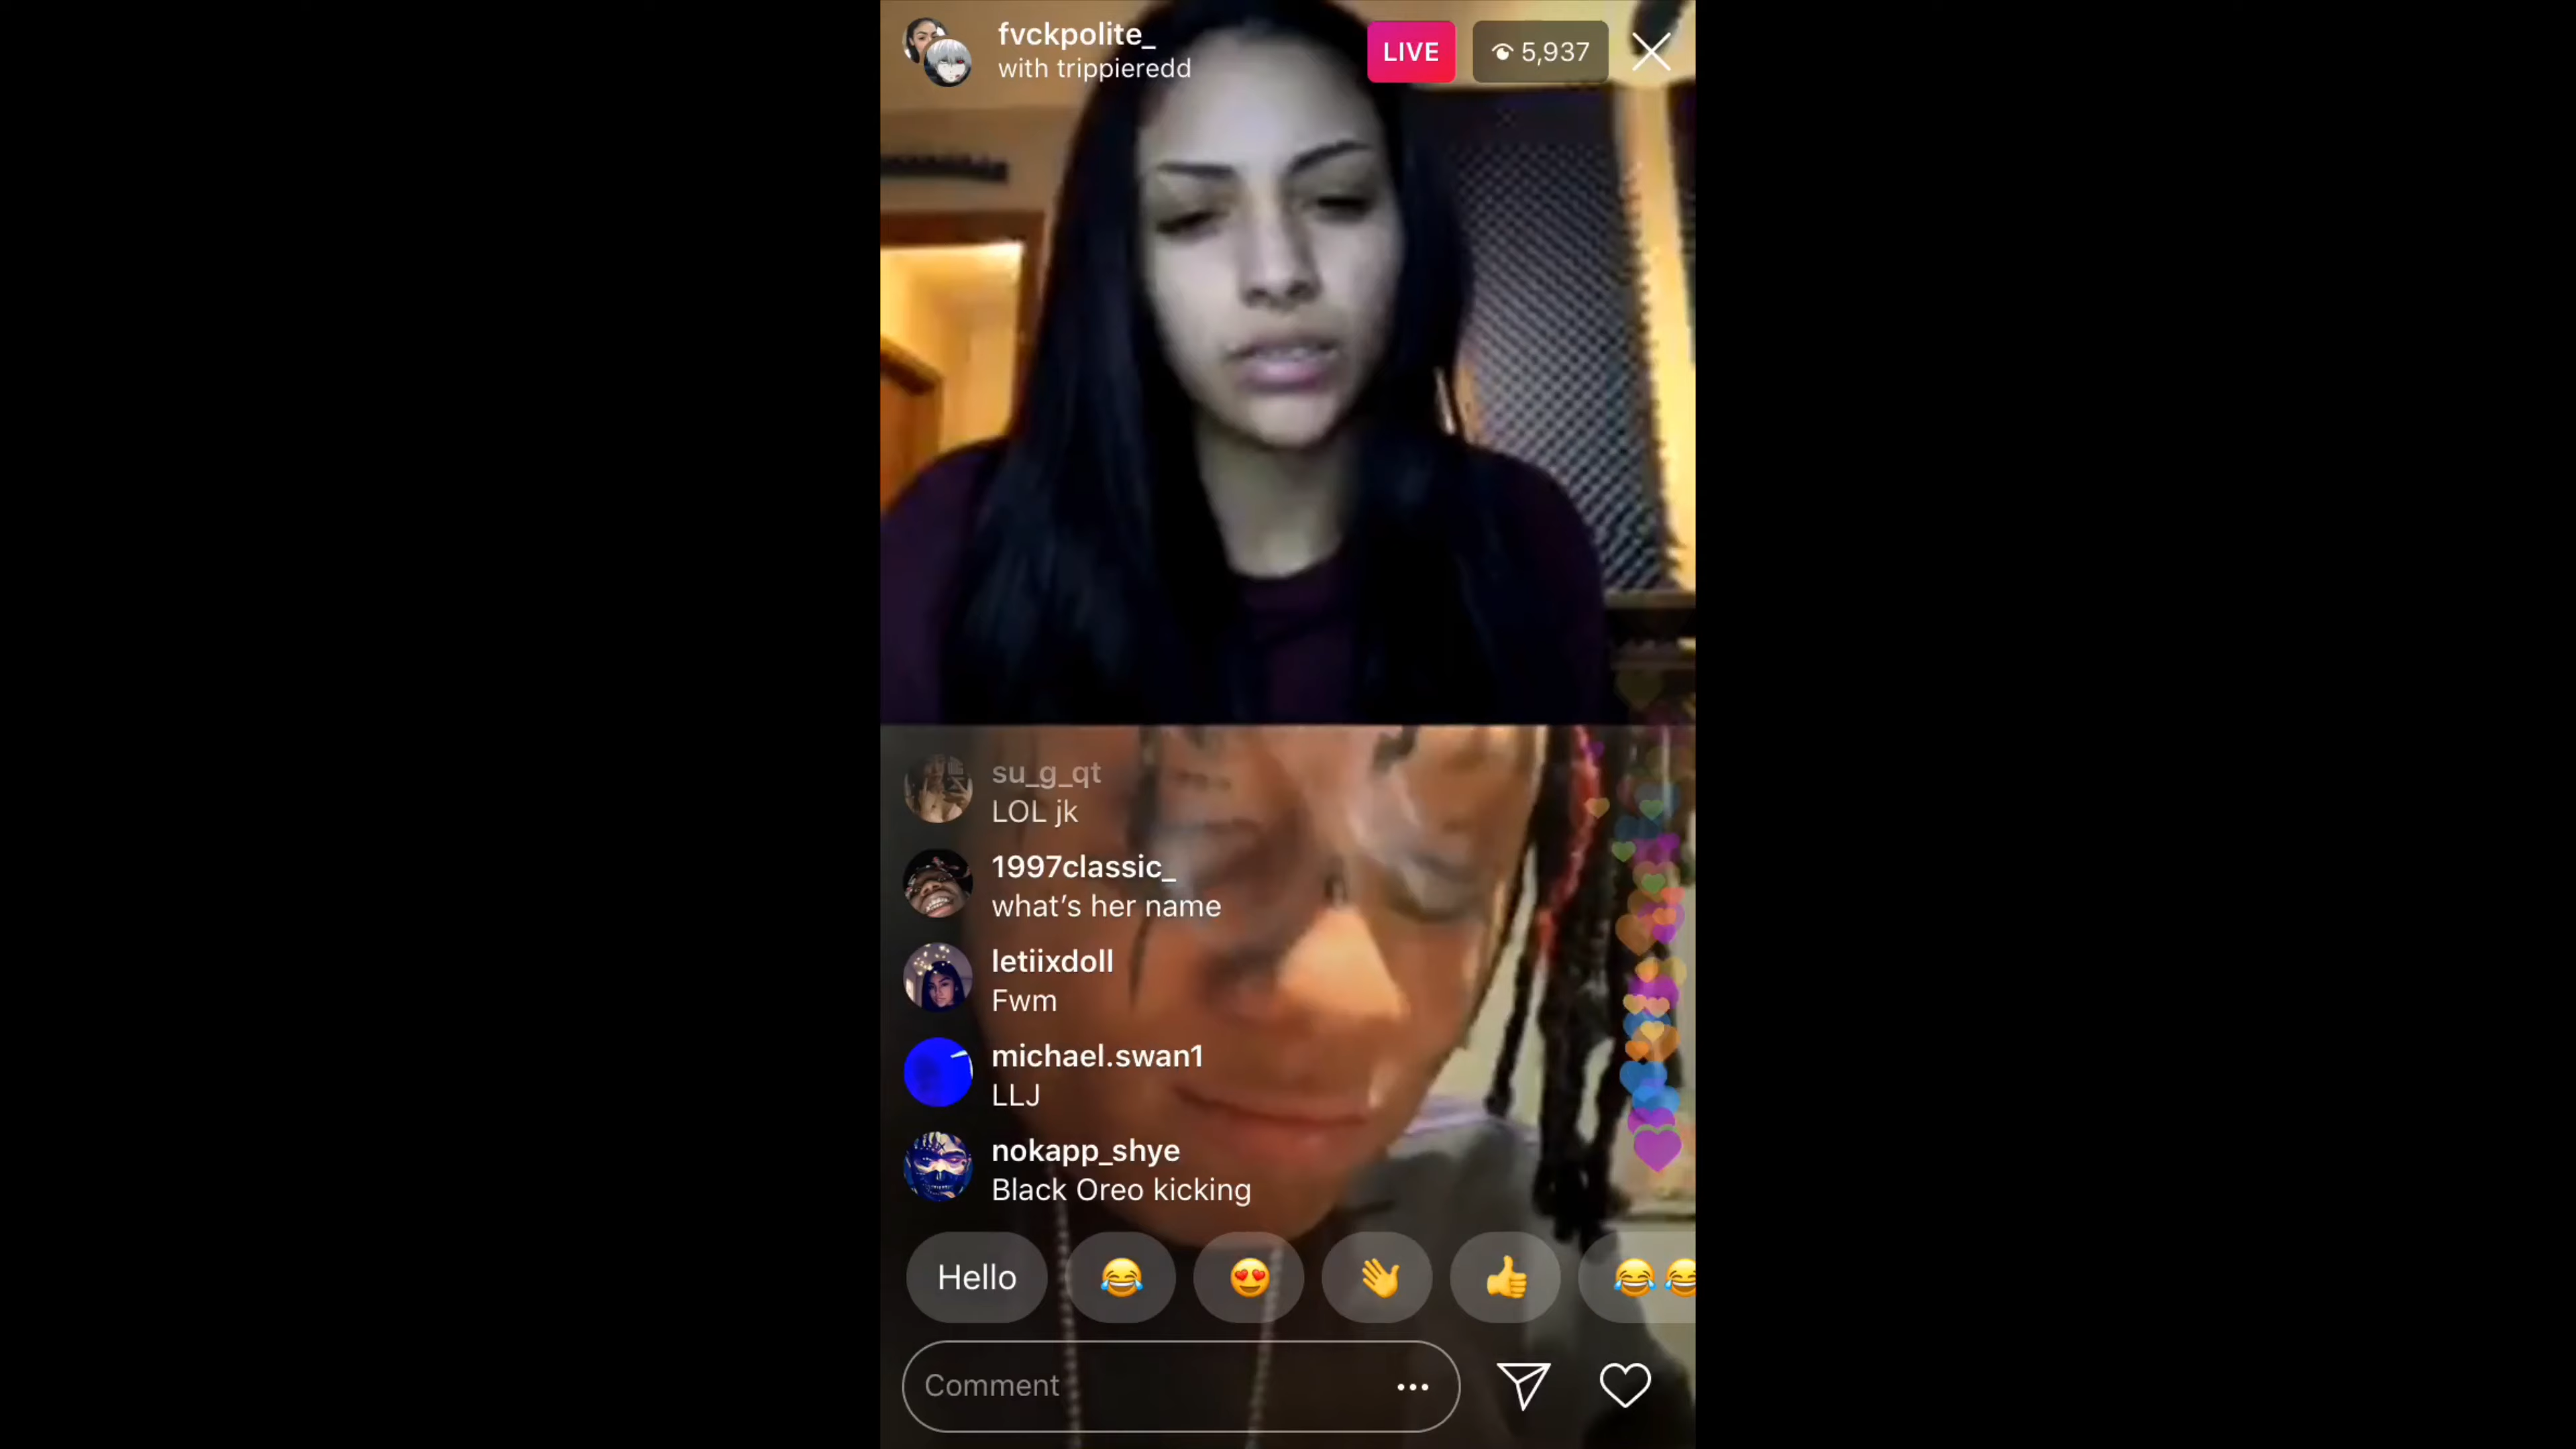 fvckpolite_
with trippieredd
LIVE
5,937
su_g_qt
LOL jk
1997classic_
what's her name
letiixdoll
Fwm
michael.swan1
LLJ
nokapp_shye
Black Oreo kicking
Hello
Comment